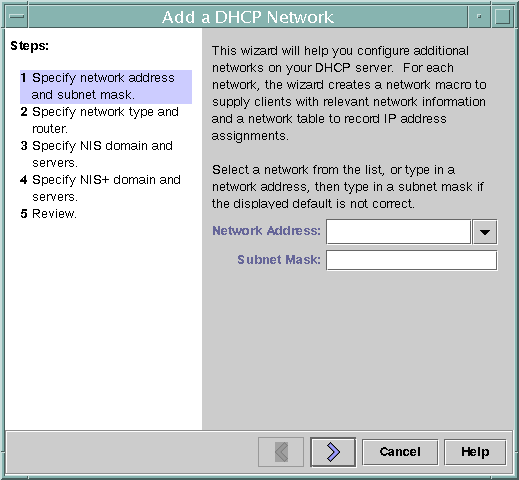 Add a DHCP Network
Steps:
1 Specify network address
and subnet mask.
2 Specify network type and
router.
3 Specify NIS domain and
servers.
4 Specify NIS+ domain and
servers.
5 Review.
This wizard will help you configure additional
networks on your DHCP server. For each
network, the wizard creates a network macro to
supply clients with relevant network information
and a network table to record IP address
assignments.
Select a network from the list, or type in a
network address, then type in a subnet mask if
the displayed default is not correct.
Network Address:
Subnet Mask:
Cancel
Help